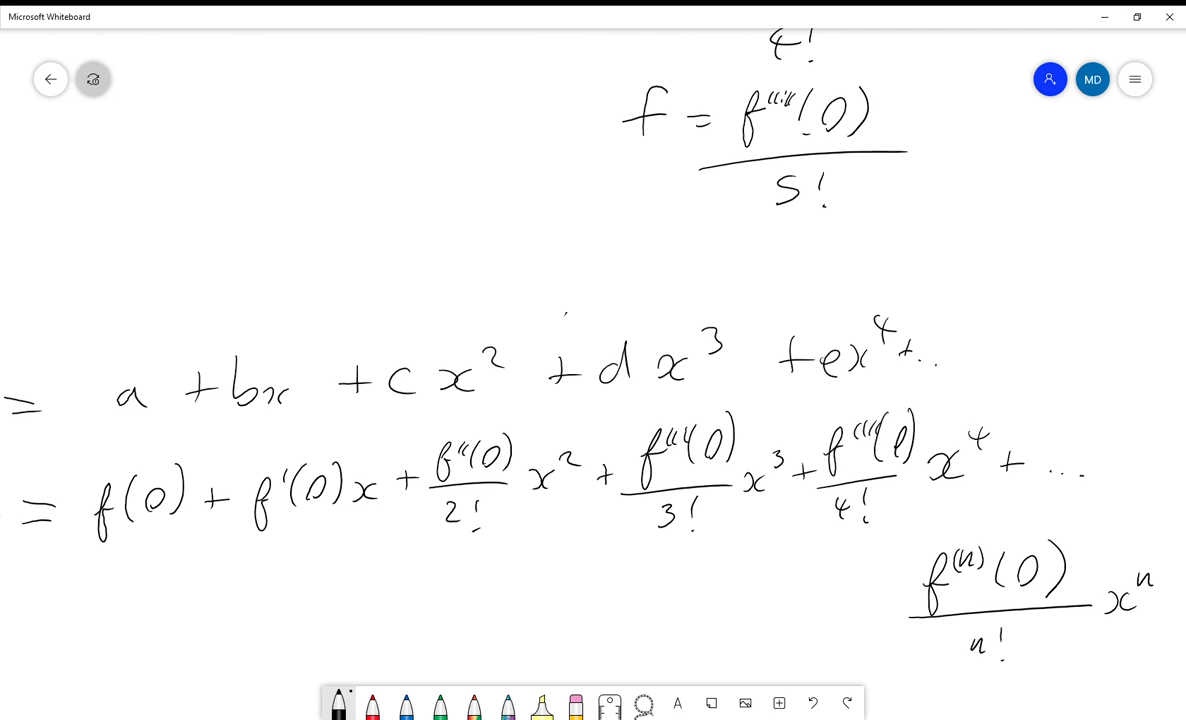 Microsoft Whiteboard
4!
f = f'''''(0)
5!
MD
= a + bx + cx² + dx³ + ex⁴ + ..
= f(0) + f'(0)x + f''(0)/2! x² + f'''(0)/3! x³ + f''''(0)/4! x⁴ + ...
f⁽ⁿ⁾(0)/n! xⁿ
A